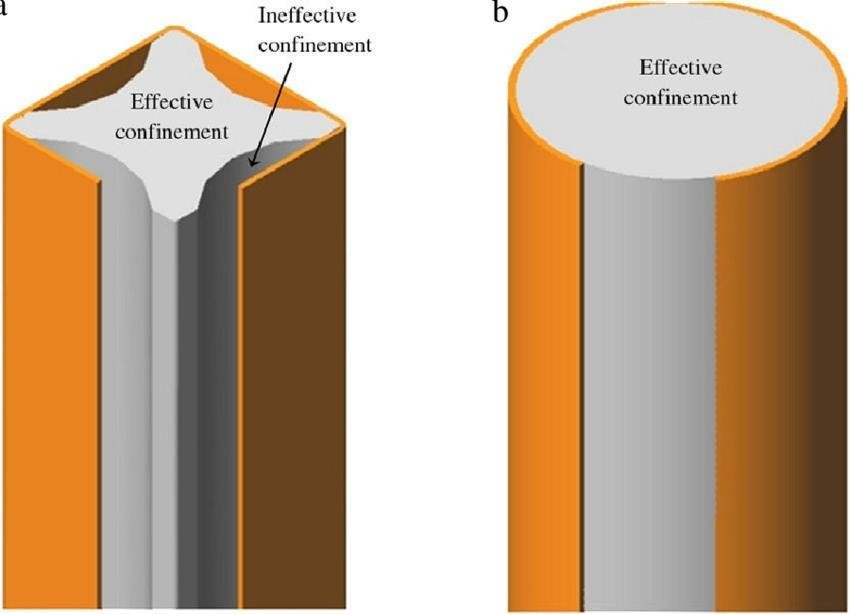 a
Ineffective
confinement
Effective
confinement
b
Effective
confinement